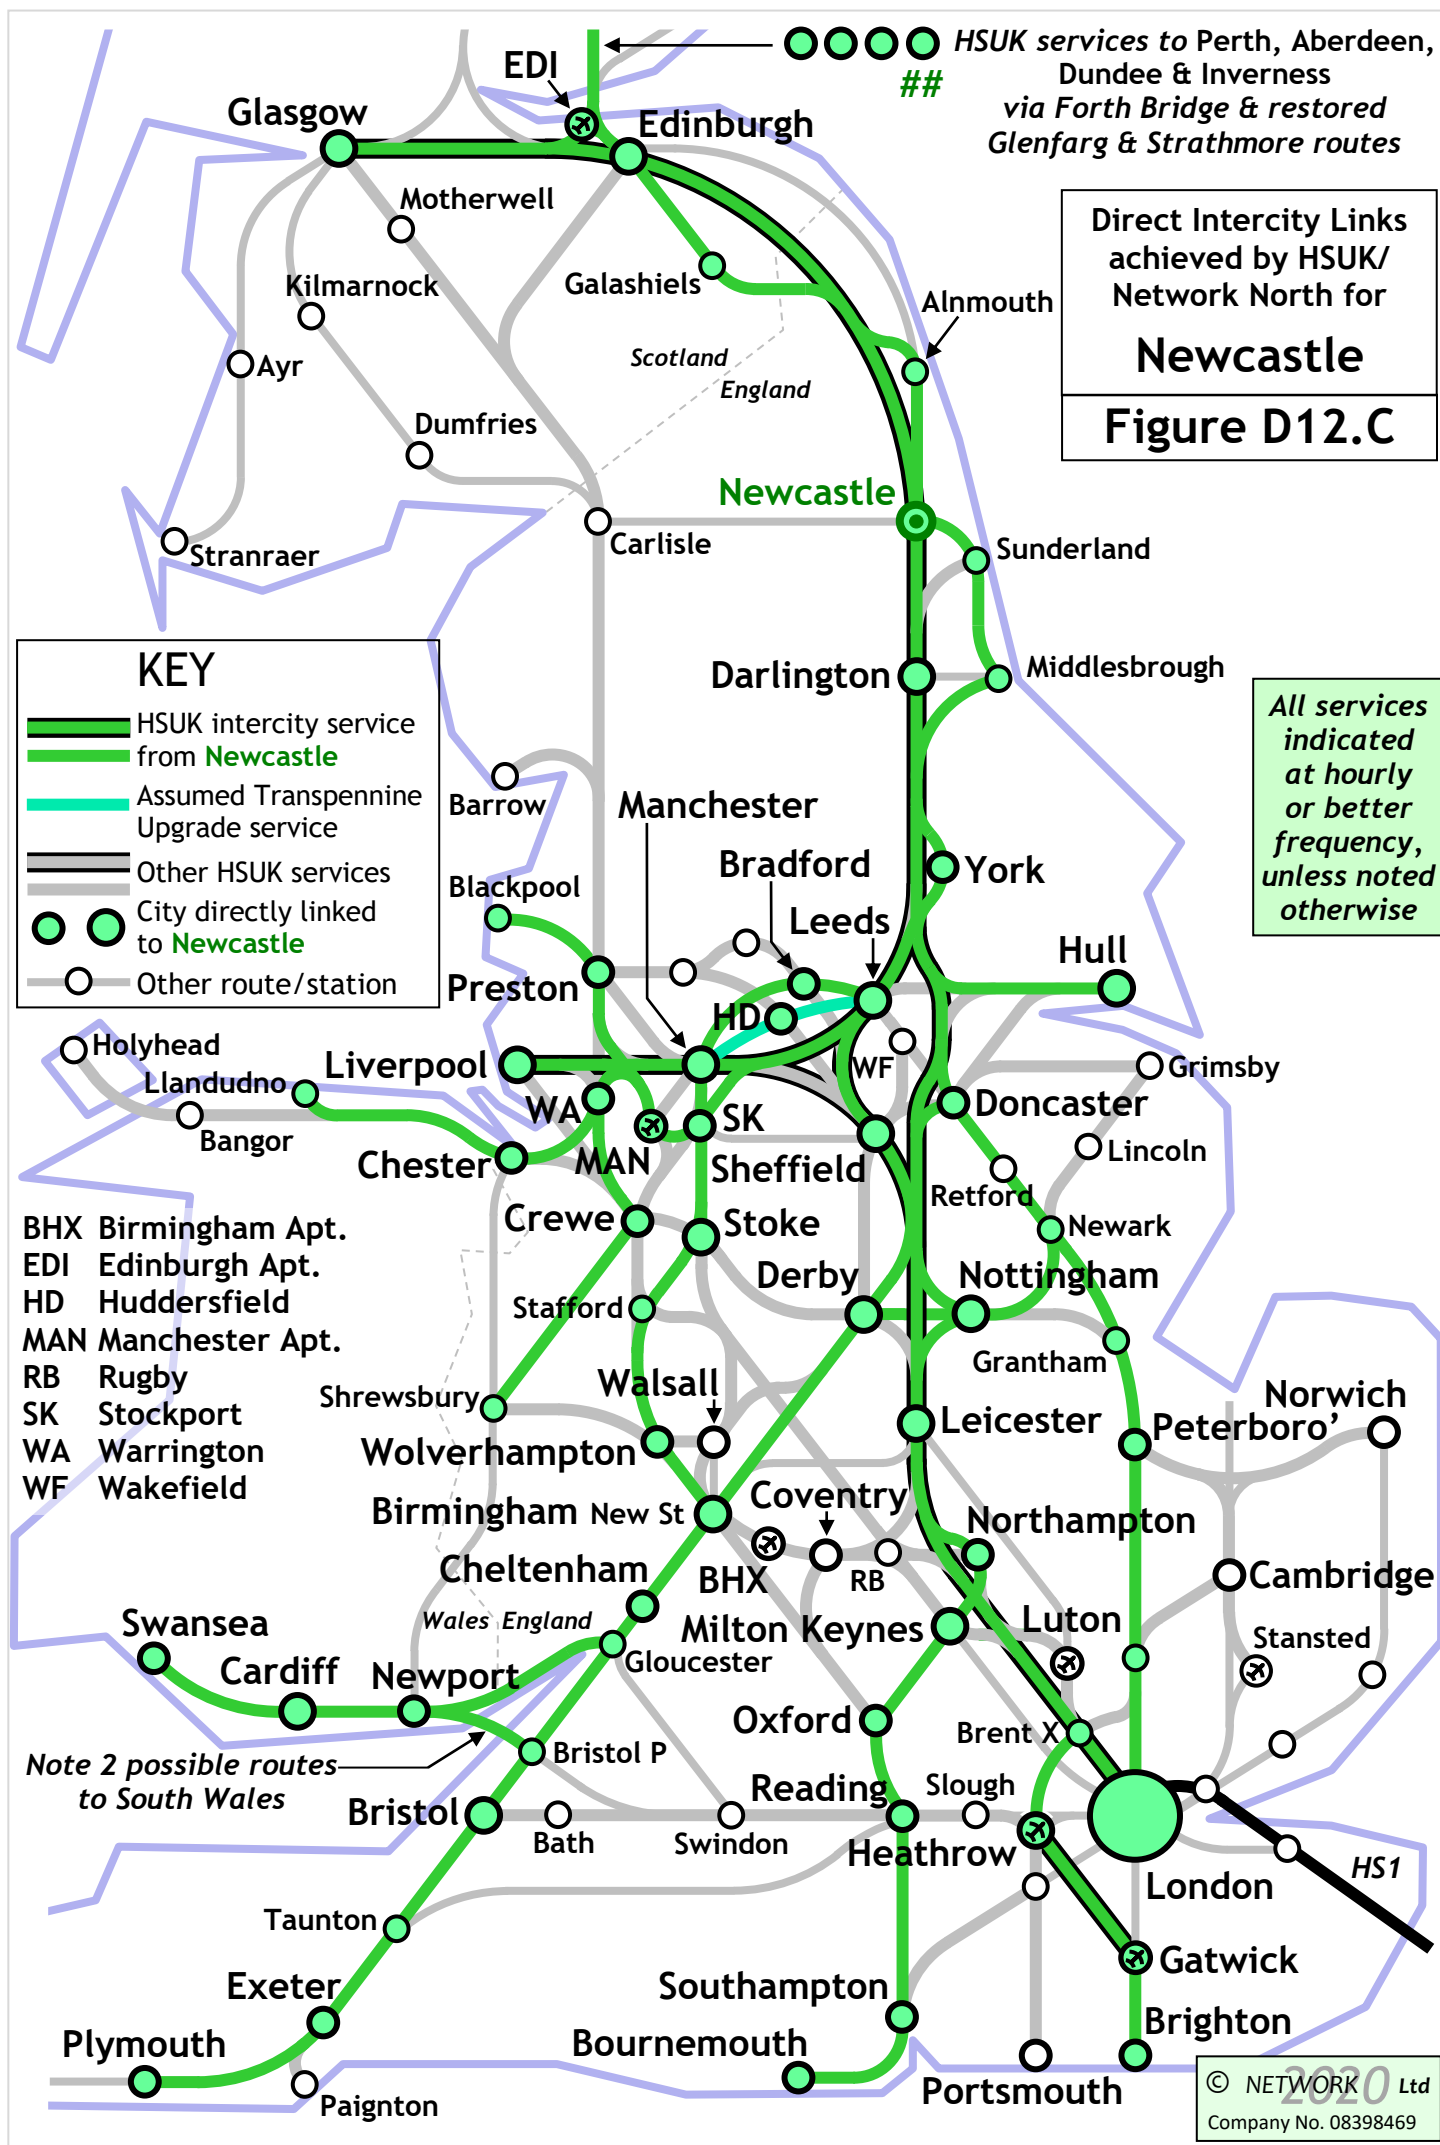 HSUK services to Perth, Aberdeen,
Dundee & Inverness
##
via Forth Bridge & restored
Glenfarg & Strathmore routes
EDI
Glasgow
Edinburgh
Direct Intercity Links
achieved by HSUK/
Network North for
Newcastle
Figure D12.C
Motherwell
Galashiels
Kilmarnock
Alnmouth
Ayr
Scotland
England
Dumfries
Newcastle
Carlisle
Sunderland
Stranraer
KEY
HSUK intercity service
from Newcastle
Assumed Transpennine
Upgrade service
Other HSUK services
City directly linked
to Newcastle
Other route/station
Darlington
Middlesbrough
All services
indicated
at hourly
or better
frequency,
unless noted
otherwise
Barrow
Manchester
Bradford
York
Blackpool
Leeds
Hull
Preston
HD
Holyhead
Liverpool
WF
Grimsby
Llandudno
WA
SK
Doncaster
Bangor
MAN
Lincoln
Chester
Sheffield
Retford
BHX Birmingham Apt.
EDI Edinburgh Apt.
HD Huddersfield
MAN Manchester Apt.
RB Rugby
SK Stockport
WA Warrington
WF Wakefield
Crewe
Stoke
Newark
Derby
Nottingham
Stafford
Grantham
Walsall
Shrewsbury
Norwich
Leicester
Peterboro’
Wolverhampton
Coventry
Birmingham New St
Northampton
Cheltenham
BHX
RB
Cambridge
Swansea
Wales England
Milton Keynes
Luton
Stansted
Cardiff
Newport
Gloucester
Oxford
Brent X
Bristol P
Note 2 possible routes
to South Wales
Reading
Slough
Bristol
Bath
Swindon
Heathrow
HS1
London
Taunton
Gatwick
Exeter
Southampton
Brighton
Plymouth
Bournemouth
Portsmouth
Paignton
© NETWORK 2020 Ltd
Company No. 08398469